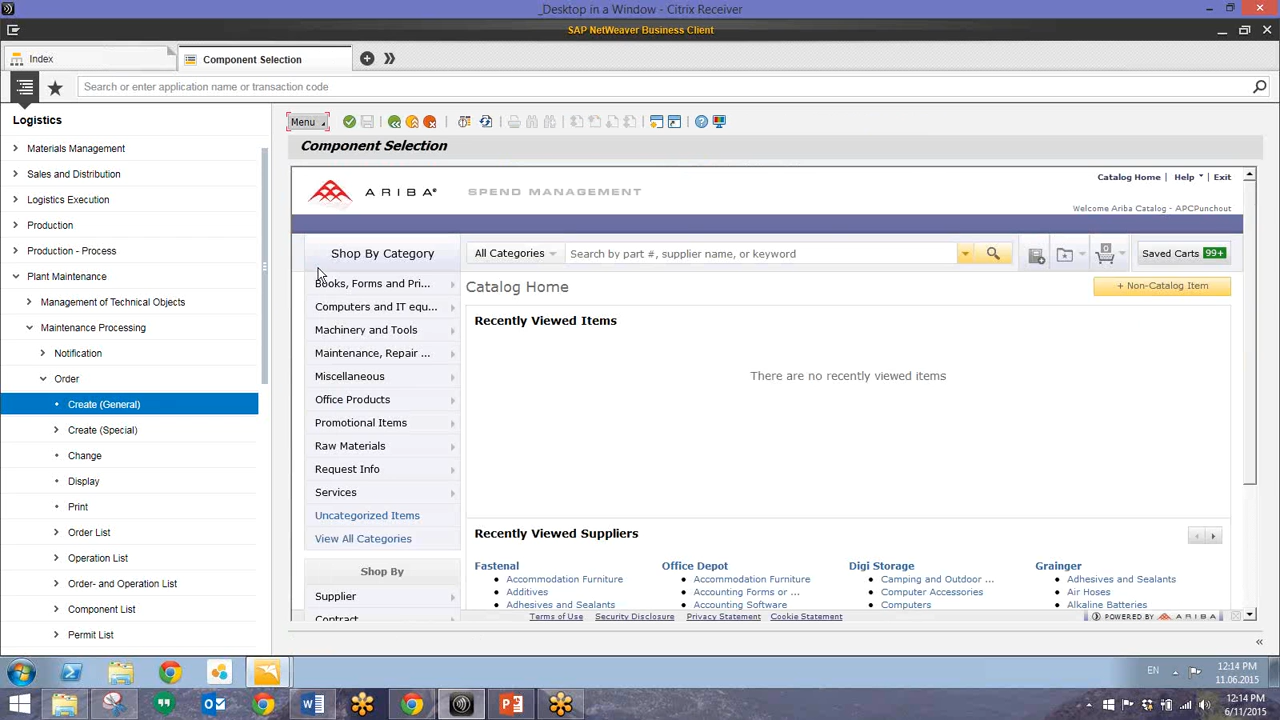 _Desktop in a Window - Citrix Receiver
SAP NetWeaver Business Client
Index
Component Selection
Search or enter application name or transaction code
Logistics
Materials Management
Sales and Distribution
Logistics Execution
Production
Production - Process
Plant Maintenance
Management of Technical Objects
Maintenance Processing
Notification
Order
Create (General)
Create (Special)
Change
Display
Print
Order List
Operation List
Order- and Operation List
Component List
Permit List
Menu
Component Selection
ARIBA® SPEND MANAGEMENT
Catalog Home | Help | Exit
Welcome Ariba Catalog - APCPunchout
Shop By Category
Books, Forms and Pri...
Computers and IT equ...
Machinery and Tools
Maintenance, Repair ...
Miscellaneous
Office Products
Promotional Items
Raw Materials
Request Info
Services
Uncategorized Items
View All Categories
Shop By
Supplier
Contract
All Categories
Search by part #, supplier name, or keyword
0
Saved Carts 99+
Catalog Home
+ Non-Catalog Item
Recently Viewed Items
There are no recently viewed items
Recently Viewed Suppliers
Fastenal
Accommodation Furniture
Additives
Adhesives and Sealants
Office Depot
Accommodation Furniture
Accounting Forms or ...
Accounting Software
Digi Storage
Camping and Outdoor ...
Computer Accessories
Computers
Grainger
Adhesives and Sealants
Air Hoses
Alkaline Batteries
Terms of Use Security Disclosure Privacy Statement Cookie Statement
POWERED BY ARIBA
EN
12:14 PM
11.06.2015
12:14 PM
6/11/2015